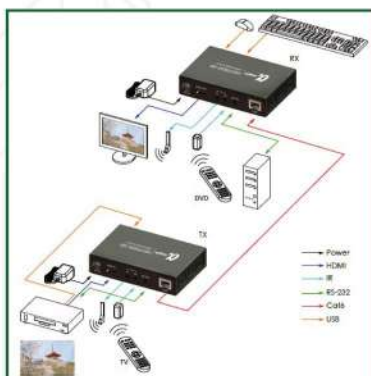 RX
DVD
TX
TV
Power
HDMI
IR
RS-232
Cat6
USB